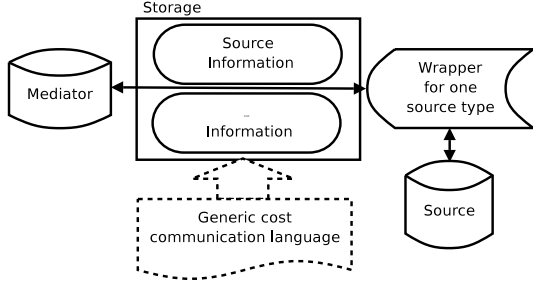 Storage
Source
Information
Mediator
Information
Wrapper
for one
source type
Generic cost
communication language
Source